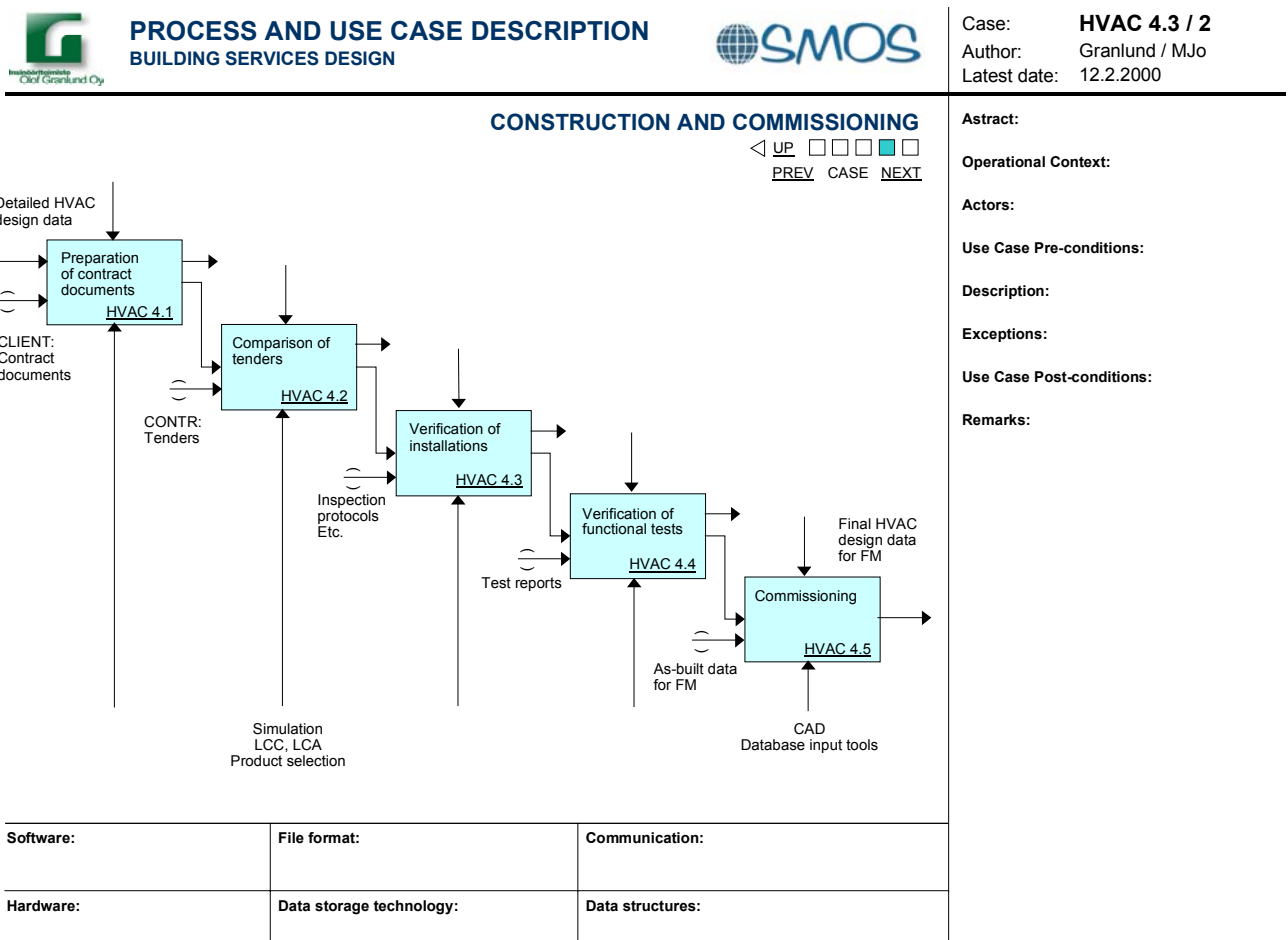 Insinööritoimisto
Olof Granlund Oy
PROCESS AND USE CASE DESCRIPTION
BUILDING SERVICES DESIGN
SMOS
Case: HVAC 4.3 / 2
Author: Granlund / MJo
Latest date: 12.2.2000
CONSTRUCTION AND COMMISSIONING
UP
PREV CASE NEXT
Detailed HVAC
design data
Preparation
of contract
documents
HVAC 4.1
CLIENT:
Contract
documents
Comparison of
tenders
HVAC 4.2
CONTR:
Tenders
Verification of
installations
HVAC 4.3
Inspection
protocols
Etc.
Verification of
functional tests
HVAC 4.4
Test reports
Final HVAC
design data
for FM
Commissioning
HVAC 4.5
As-built data
for FM
Simulation
LCC, LCA
Product selection
CAD
Database input tools
Astract:
Operational Context:
Actors:
Use Case Pre-conditions:
Description:
Exceptions:
Use Case Post-conditions:
Remarks:
Software: File format: Communication:
Hardware: Data storage technology: Data structures: